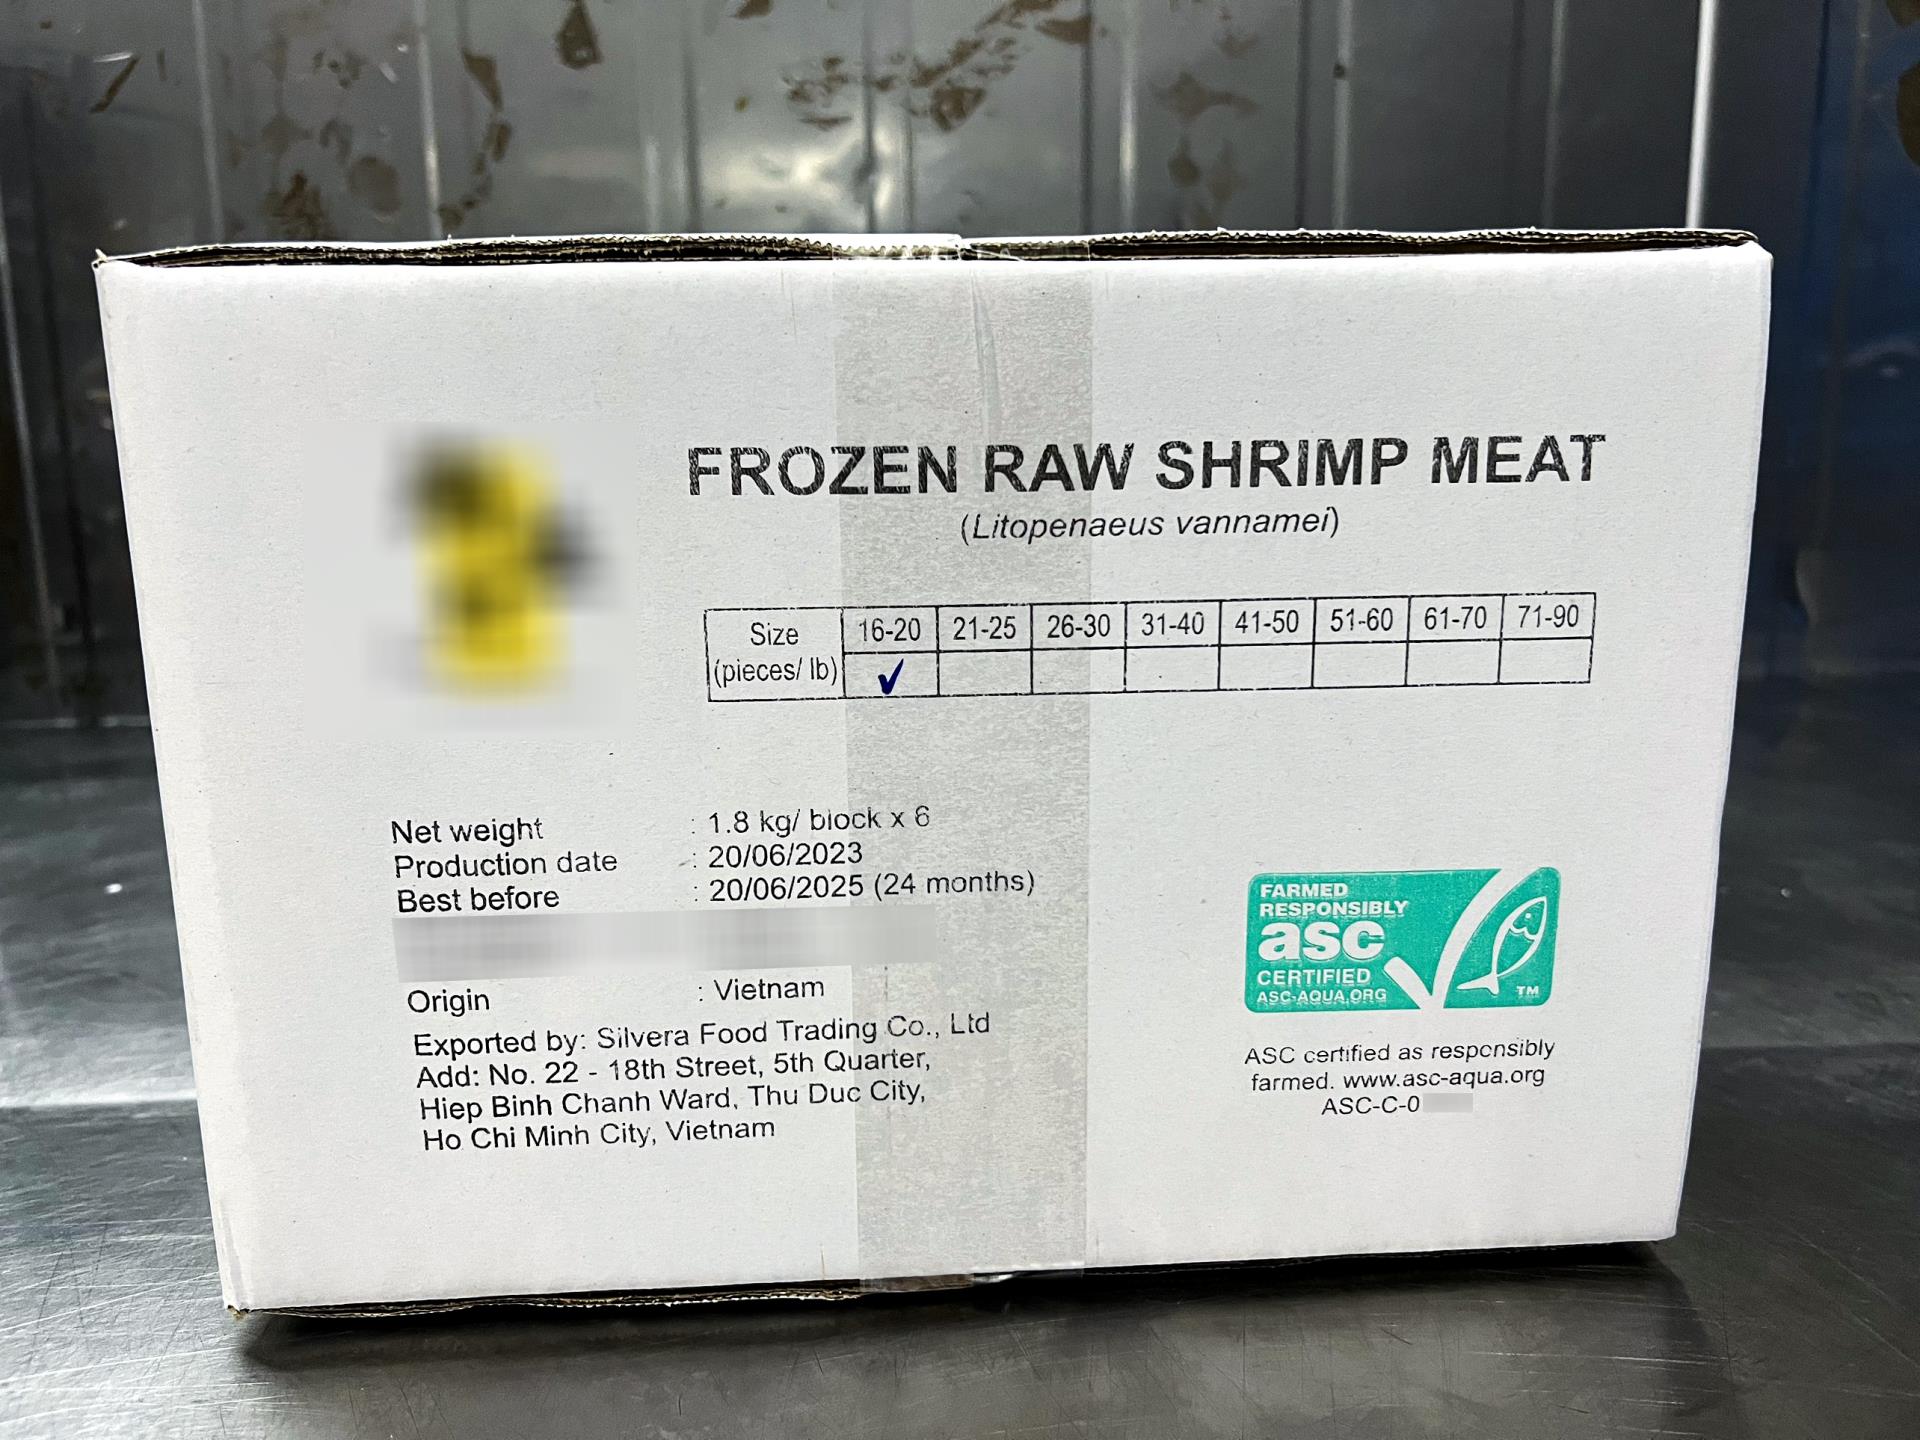 FROZEN RAW SHRIMP MEAT
(Litopenaeus vannamei)
Size (pieces/ lb) 16-20 21-25 26-30 31-40 41-50 51-60 61-70 71-90
✓
Net weight : 1.8 kg/ block x 6
Production date : 20/06/2023
Best before : 20/06/2025 (24 months)
Origin : Vietnam
Exported by: Silvera Food Trading Co., Ltd
Add: No. 22 - 18th Street, 5th Quarter,
Hiep Binh Chanh Ward, Thu Duc City,
Ho Chi Minh City, Vietnam
FARMED
RESPONSIBLY
asc
CERTIFIED
ASC-AQUA.ORG
TM
ASC certified as responsibly
farmed. www.asc-aqua.org
ASC-C-0